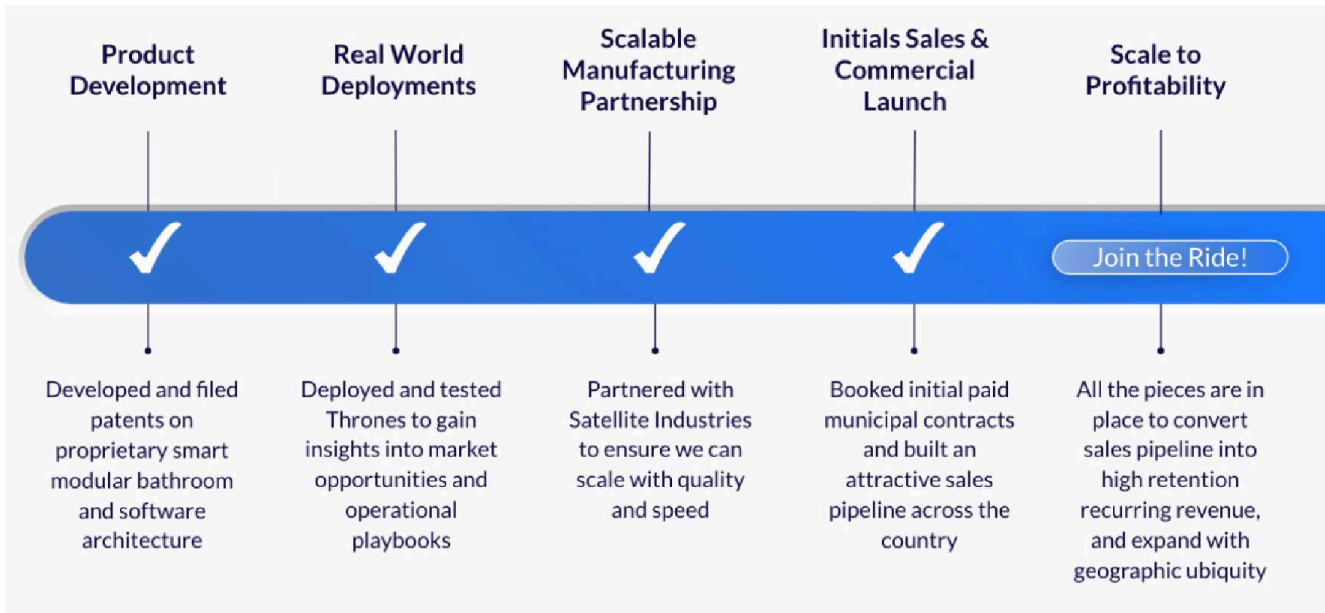 Product
Development
Real World
Deployments
Scalable
Manufacturing
Partnership
Initials Sales &
Commercial
Launch
Scale to
Profitability
Join the Ride!
Developed and filed
patents on
proprietary smart
modular bathroom
and software
architecture
Deployed and tested
Thrones to gain
insights into market
opportunities and
operational
playbooks
Partnered with
Satellite Industries
to ensure we can
scale with quality
and speed
Booked initial paid
municipal contracts
and built an
attractive sales
pipeline across the
country
All the pieces are in
place to convert
sales pipeline into
high retention
recurring revenue,
and expand with
geographic ubiquity